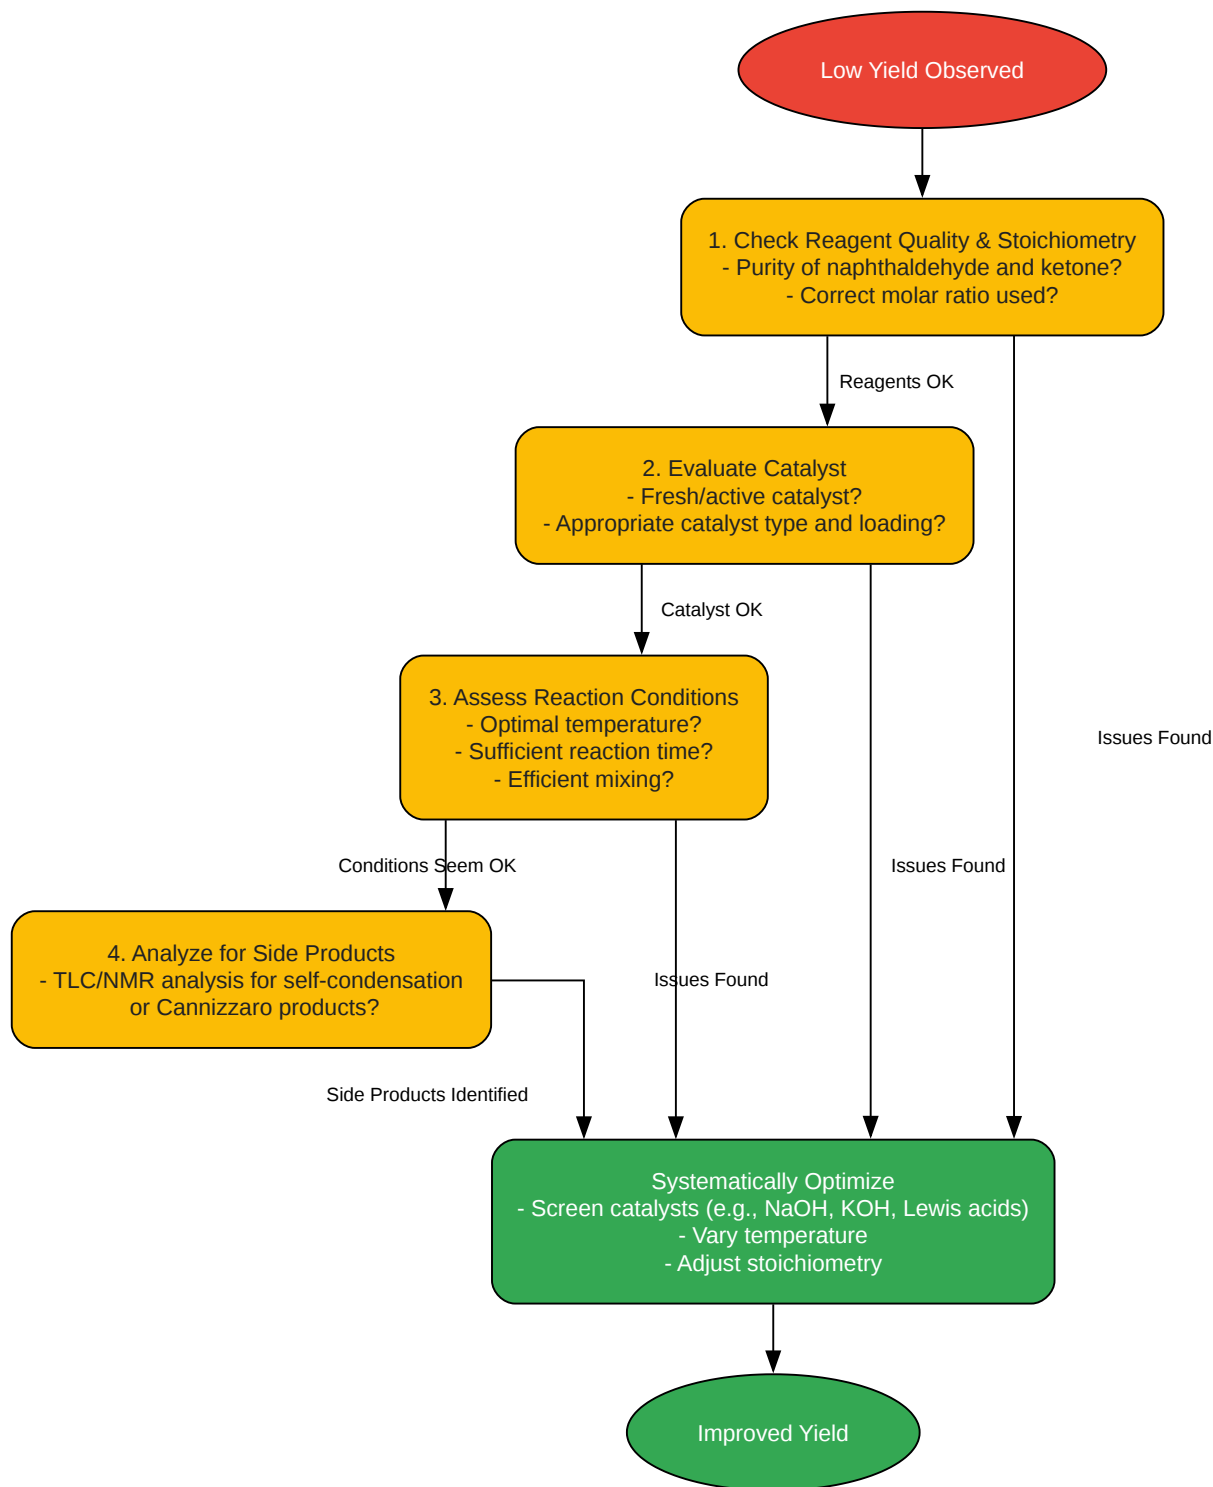 Low Yield Observed
1. Check Reagent Quality & Stoichiometry
- Purity of naphthaldehyde and ketone?
- Correct molar ratio used?
Reagents OK
2. Evaluate Catalyst
- Fresh/active catalyst?
- Appropriate catalyst type and loading?
Catalyst OK
3. Assess Reaction Conditions
- Optimal temperature?
- Sufficient reaction time?
- Efficient mixing?
Issues Found
Conditions Seem OK
Issues Found
4. Analyze for Side Products
- TLC/NMR analysis for self-condensation
or Cannizzaro products?
Issues Found
Side Products Identified
Systematically Optimize
- Screen catalysts (e.g., NaOH, KOH, Lewis acids)
- Vary temperature
- Adjust stoichiometry
Improved Yield